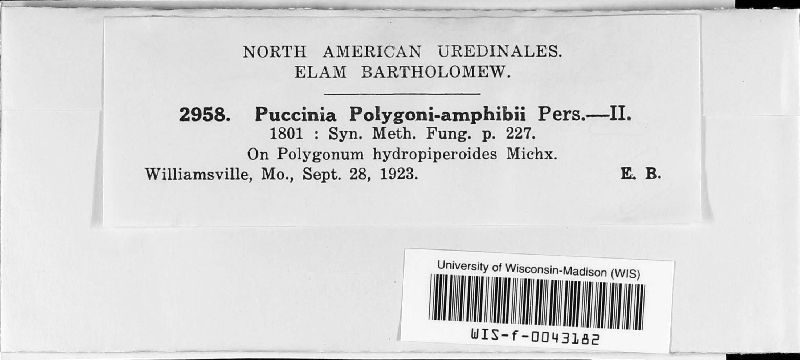 NORTH AMERICAN UREDINALES.
ELAM BARTHOLOMEW.
2958. Puccinia Polygoni-amphibii Pers.—II.
1801 : Syn. Meth. Fung. p. 227.
On Polygonum hydropiperoides Michx.
Williamsville, Mo., Sept. 28, 1923. E. B.
University of Wisconsin-Madison (WIS)
WIS-f-0043182